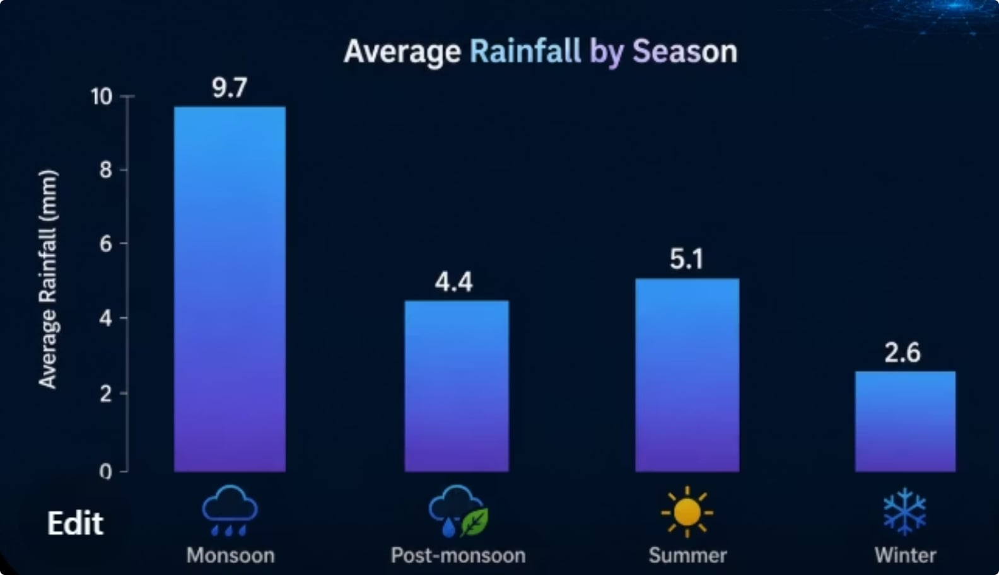 Average Rainfall by Season
Average Rainfall (mm)
10
8
6
4
2
0
9.7
4.4
5.1
2.6
Monsoon
Post-monsoon
Summer
Winter
Edit